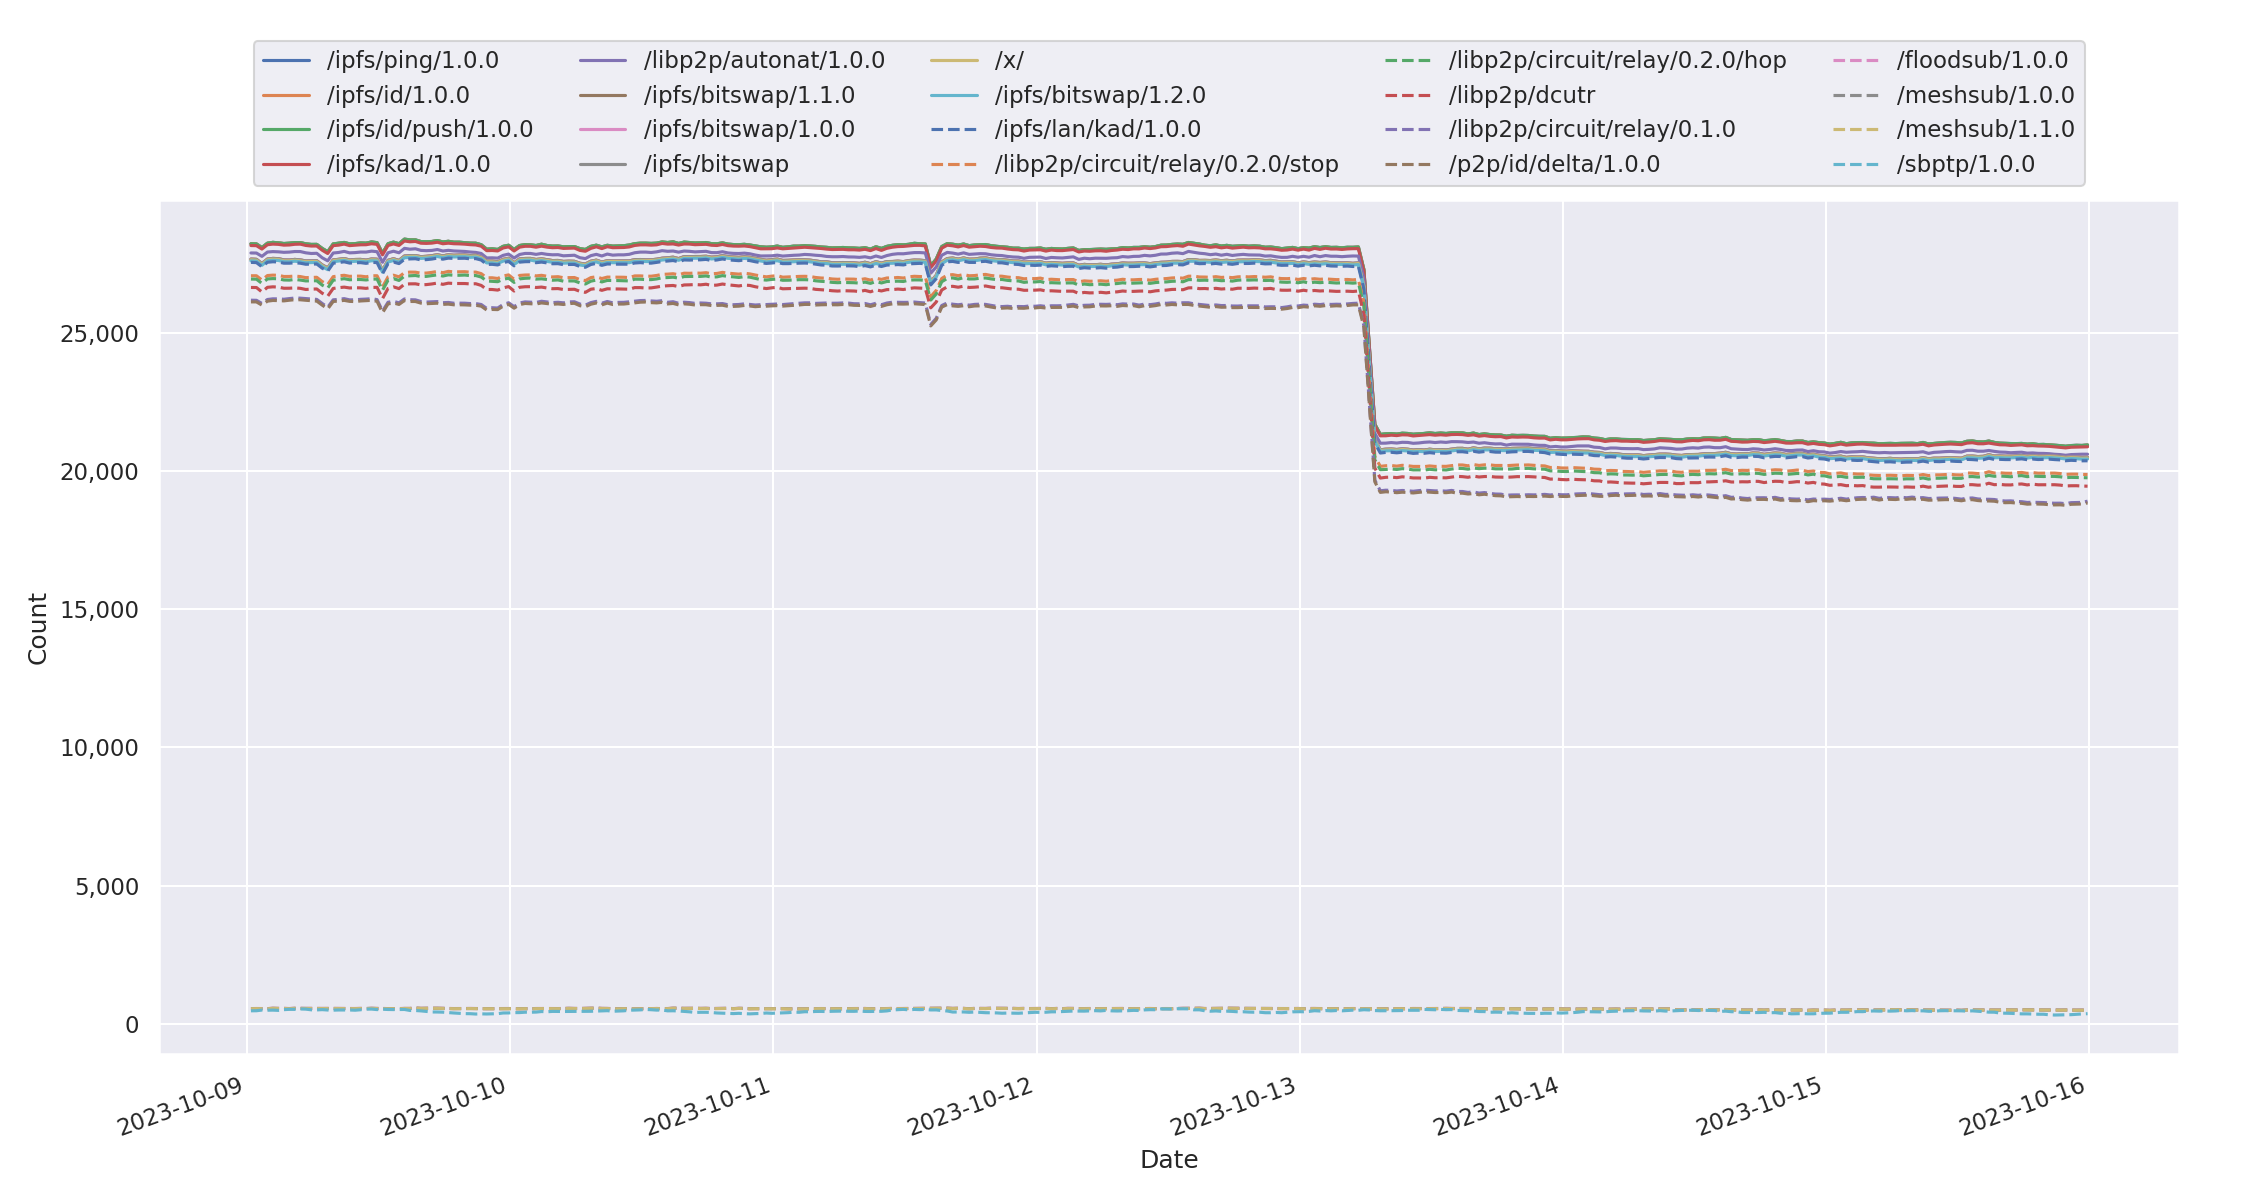 /ipfs/ping/1.0.0
/ipfs/id/1.0.0
/ipfs/id/push/1.0.0
/ipfs/kad/1.0.0
/libp2p/autonat/1.0.0
/ipfs/bitswap/1.1.0
/ipfs/bitswap/1.0.0
/ipfs/bitswap
/x/
/ipfs/bitswap/1.2.0
/ipfs/lan/kad/1.0.0
/libp2p/circuit/relay/0.2.0/stop
/libp2p/circuit/relay/0.2.0/hop
/libp2p/dcutr
/libp2p/circuit/relay/0.1.0
/p2p/id/delta/1.0.0
/floodsub/1.0.0
/meshsub/1.0.0
/meshsub/1.1.0
/sbptp/1.0.0
25,000
20,000
15,000
10,000
5,000
0
Count
2023-10-09
2023-10-10
2023-10-11
2023-10-12
2023-10-13
2023-10-14
2023-10-15
2023-10-16
Date